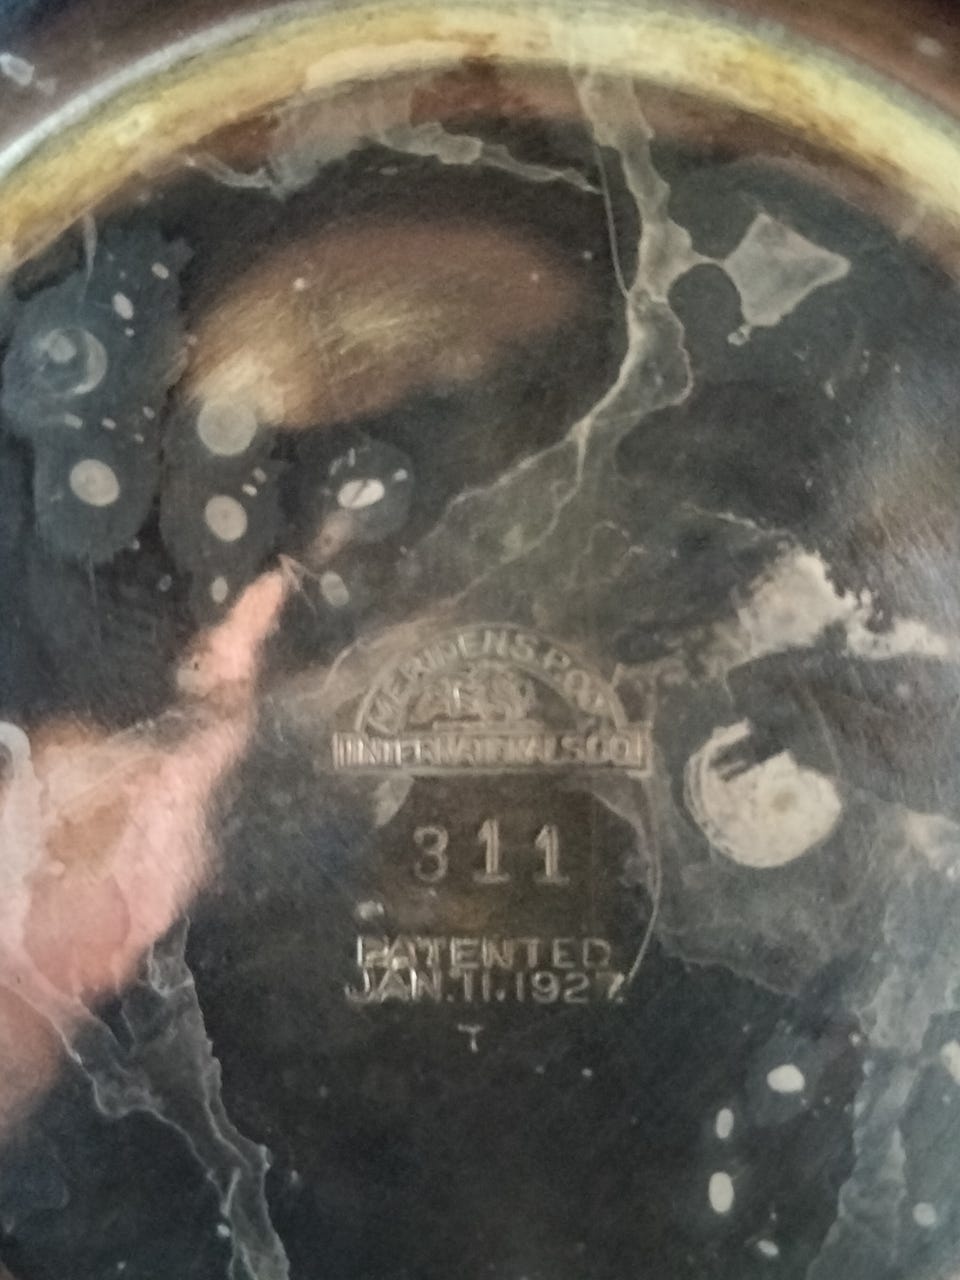 MERIDEN S.P. CO.
INTERNATIONAL S. CO.
311
PATENTED
JAN. 11. 1927
T